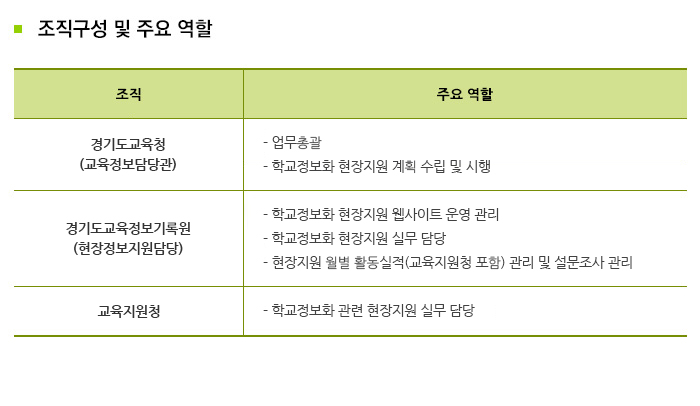 조직구성 및 주요 역할
조직
주요 역할
경기도교육청
(교육정보담당관)
- 업무총괄
- 학교정보화 현장지원 계획 수립 및 시행
경기도교육정보기록원
(현장정보지원담당)
- 학교정보화 현장지원 웹사이트 운영 관리
- 학교정보화 현장지원 실무 담당
- 현장지원 월별 활동실적(교육지원청 포함) 관리 및 설문조사 관리
교육지원청
- 학교정보화 관련 현장지원 실무 담당